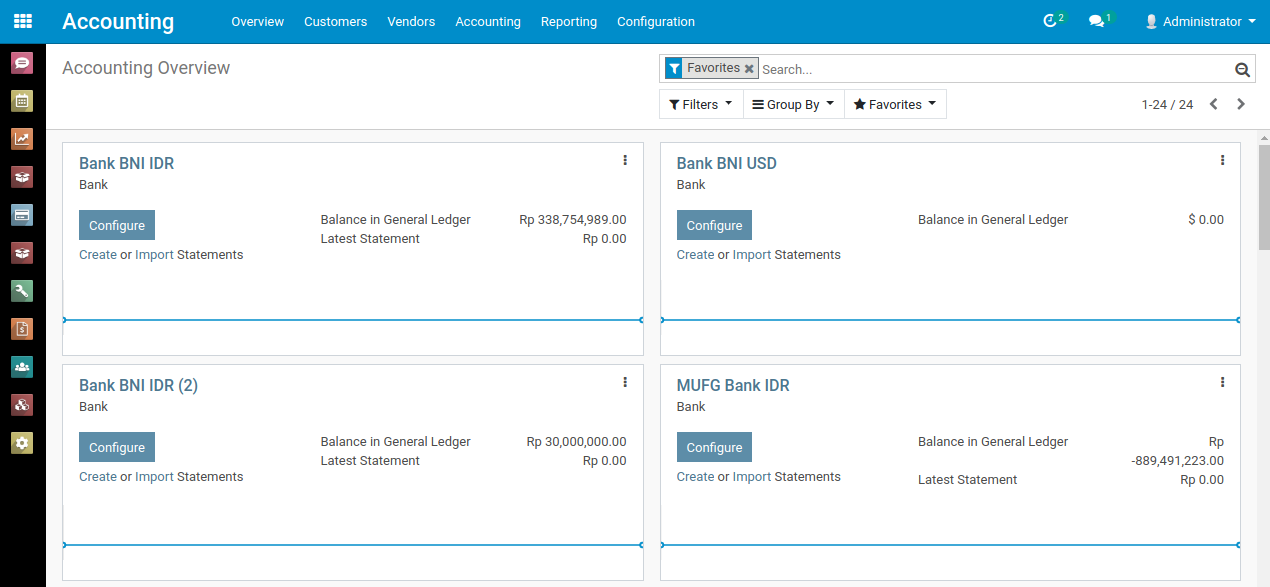 Accounting Overview Customers Vendors Accounting Reporting Configuration 2 1 Administrator
Accounting Overview
Favorites Search...
Filters Group By Favorites 1-24 / 24
Bank BNI IDR
Bank
Configure
Balance in General Ledger Rp 338,754,989.00
Latest Statement Rp 0.00
Create or Import Statements
Bank BNI USD
Bank
Configure
Balance in General Ledger $ 0.00
Create or Import Statements
Bank BNI IDR (2)
Bank
Configure
Balance in General Ledger Rp 30,000,000.00
Latest Statement Rp 0.00
Create or Import Statements
MUFG Bank IDR
Bank
Configure
Balance in General Ledger Rp
-889,491,223.00
Latest Statement Rp 0.00
Create or Import Statements